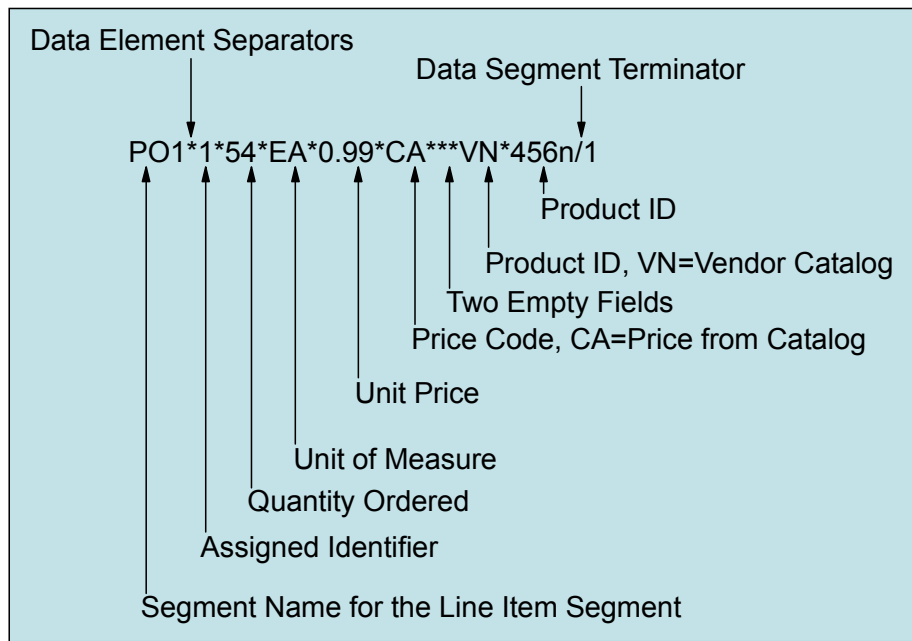 Data Element Separators
Data Segment Terminator
PO1*1*54*EA*0.99*CA***VN*456n/1
Product ID
Product ID, VN=Vendor Catalog
Two Empty Fields
Price Code, CA=Price from Catalog
Unit Price
Unit of Measure
Quantity Ordered
Assigned Identifier
Segment Name for the Line Item Segment